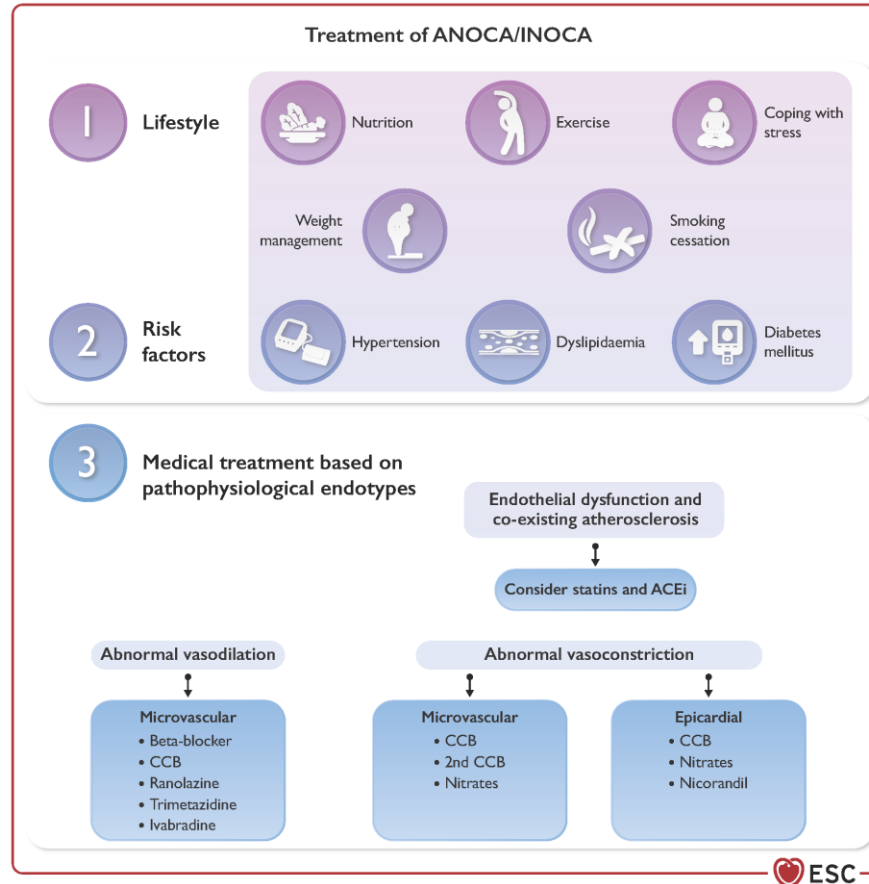 Treatment of ANOCA/INOCA
1
Lifestyle
Nutrition
Exercise
Coping with
stress
Weight
management
Smoking
cessation
2
Risk
factors
Hypertension
Dyslipidaemia
Diabetes
mellitus
3
Medical treatment based on
pathophysiological endotypes
Endothelial dysfunction and
co-existing atherosclerosis
Consider statins and ACEi
Abnormal vasodilation
Abnormal vasoconstriction
Microvascular
• Beta-blocker
• CCB
• Ranolazine
• Trimetazidine
• Ivabradine
Microvascular
• CCB
• 2nd CCB
• Nitrates
Epicardial
• CCB
• Nitrates
• Nicorandil
ESC